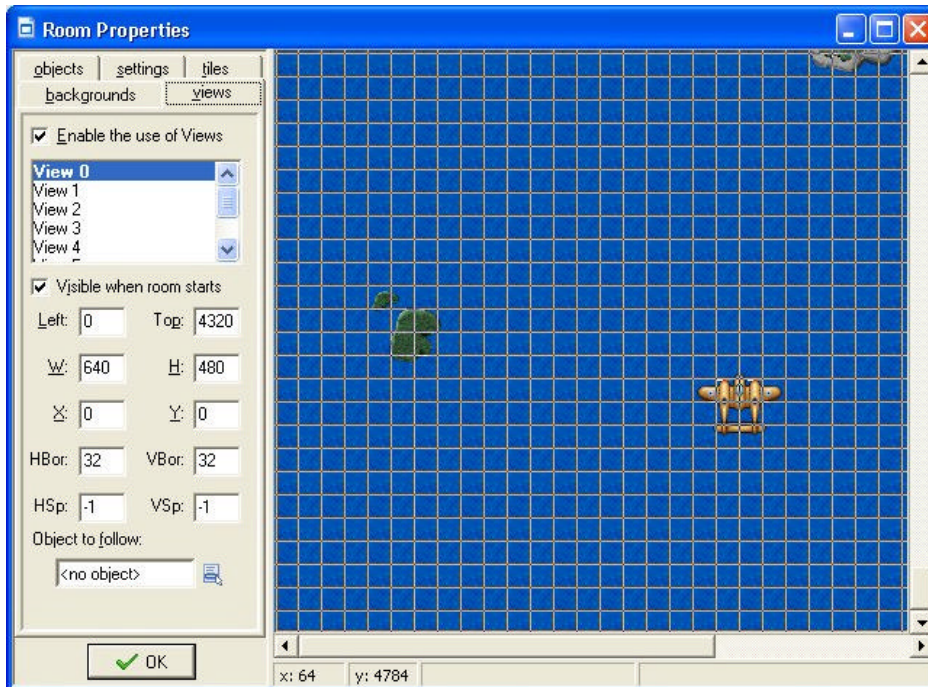 Room Properties
objects settings tiles
backgrounds views
Enable the use of Views
View 0
View 1
View 2
View 3
View 4
Visible when room starts
Left: 0 Top: 4320
W: 640 H: 480
X: 0 Y: 0
HBor: 32 VBor: 32
HSp: -1 VSp: -1
Object to follow:
<no object>
OK
x: 64 y: 4784